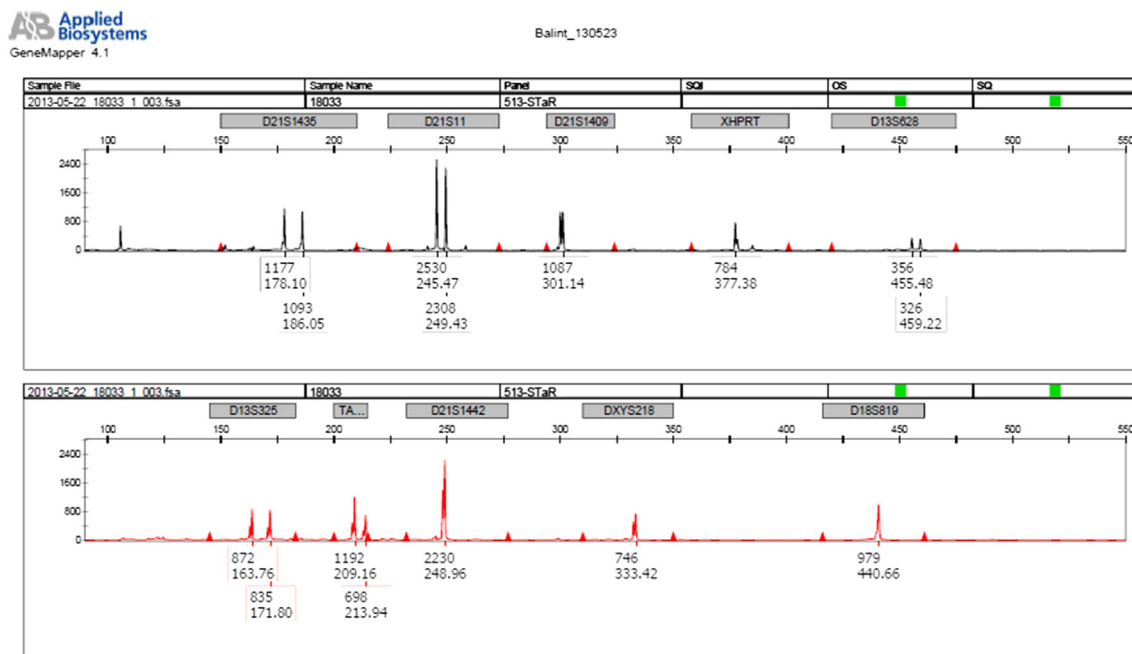 AB Applied
Biosystems
GeneMapper 4.1
Balint_130523
Sample File Sample Name Panel SQI OS SQ
2013-05-22_18033_1_003.fsa 18033 513-STaR
D21S1435 D21S11 D21S1409 XHPRT D13S628
100 150 200 250 300 350 400 450 500 550
2400
1600
800
0
1177 2530 1087 784 356
178.10 245.47 301.14 377.38 455.48
1093 2308 326
186.05 249.43 459.22
2013-05-22_18033_1_003.fsa 18033 513-STaR
D13S325 TA... D21S1442 DXYS218 D18S819
100 150 200 250 300 350 400 450 500 550
2400
1600
800
0
872 1192 2230 746 979
163.76 209.16 248.96 333.42 440.66
835 698
171.80 213.94